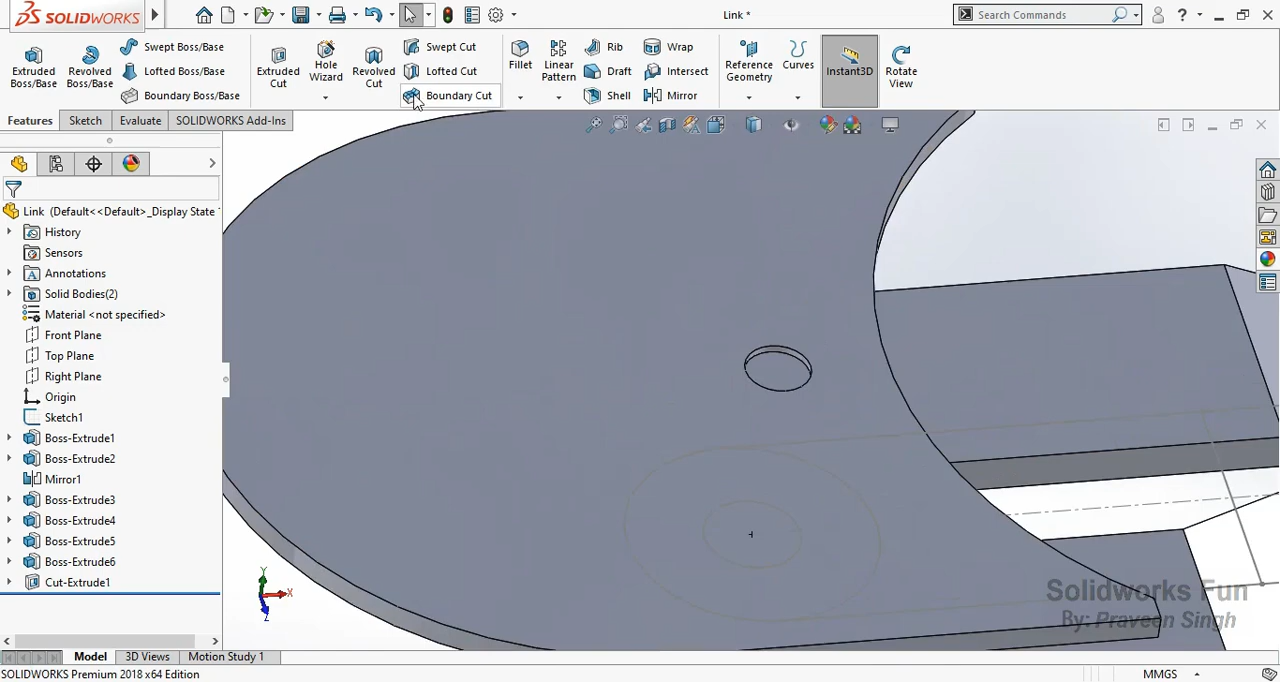 SOLIDWORKS
Link *
Search Commands
Extruded Boss/Base
Revolved Boss/Base
Swept Boss/Base
Lofted Boss/Base
Boundary Boss/Base
Extruded Cut
Hole Wizard
Revolved Cut
Swept Cut
Lofted Cut
Boundary Cut
Fillet
Linear Pattern
Rib
Draft
Shell
Wrap
Intersect
Mirror
Reference Geometry
Curves
Instant3D
Rotate View
Features
Sketch
Evaluate
SOLIDWORKS Add-Ins
Link (Default<<Default>_Display State
History
Sensors
Annotations
Solid Bodies(2)
Material <not specified>
Front Plane
Top Plane
Right Plane
Origin
Sketch1
Boss-Extrude1
Boss-Extrude2
Mirror1
Boss-Extrude3
Boss-Extrude4
Boss-Extrude5
Boss-Extrude6
Cut-Extrude1
Y
X
Z
Solidworks Fun
By: Praveen Singh
Model
3D Views
Motion Study 1
SOLIDWORKS Premium 2018 x64 Edition
MMGS